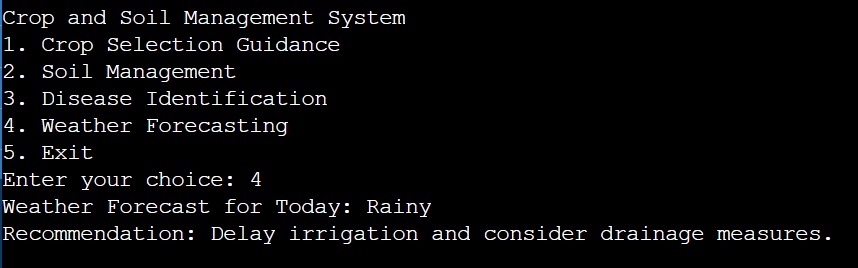 Crop and Soil Management System
1. Crop Selection Guidance
2. Soil Management
3. Disease Identification
4. Weather Forecasting
5. Exit
Enter your choice: 4
Weather Forecast for Today: Rainy
Recommendation: Delay irrigation and consider drainage measures.